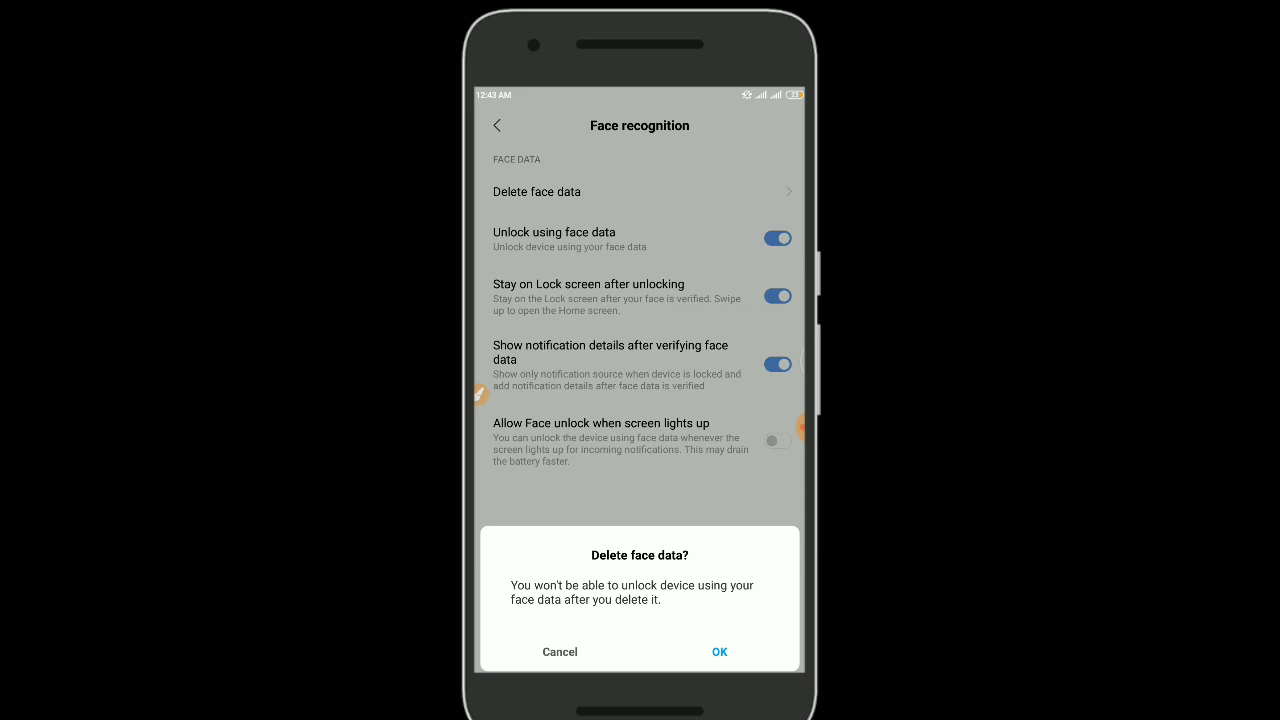 12:43 AM
23
Face recognition
FACE DATA
Delete face data
Unlock using face data
Unlock device using your face data
Stay on Lock screen after unlocking
Stay on the Lock screen after your face is verified. Swipe
up to open the Home screen.
Show notification details after verifying face
data
Show only notification source when device is locked and
add notification details after face data is verified
Allow Face unlock when screen lights up
You can unlock the device using face data whenever the
screen lights up for incoming notifications. This may drain
the battery faster.
Delete face data?
You won't be able to unlock device using your
face data after you delete it.
Cancel
OK